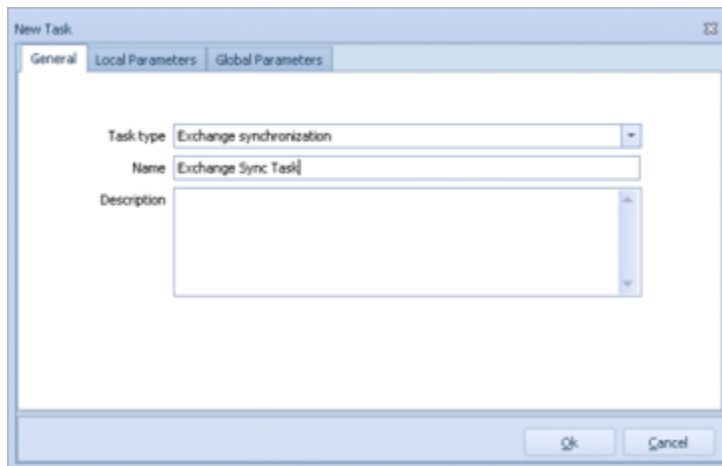 New Task
General Local Parameters Global Parameters
Task type Exchange synchronization
Name Exchange Sync Task
Description
Ok Cancel